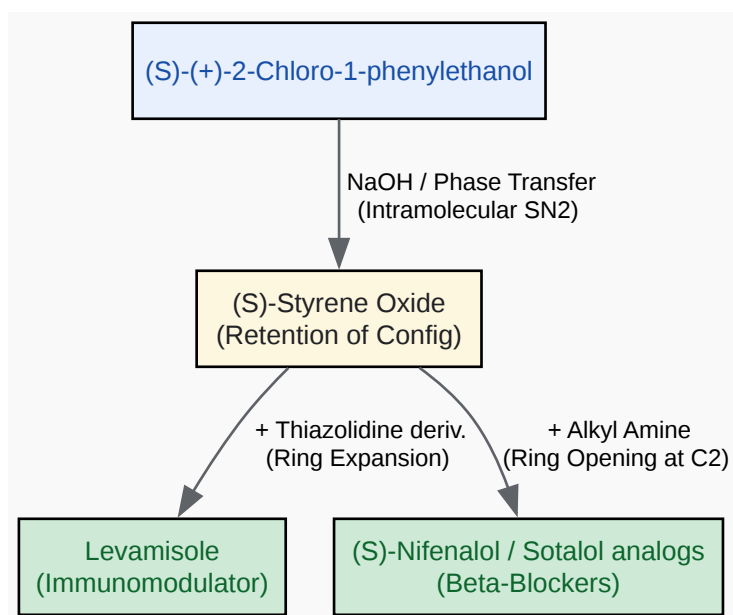 (S)-(+)-2-Chloro-1-phenylethanol
NaOH / Phase Transfer
(Intramolecular SN2)
(S)-Styrene Oxide
(Retention of Config)
+ Thiazolidine deriv.
(Ring Expansion)
+ Alkyl Amine
(Ring Opening at C2)
Levamisole
(Immunomodulator)
(S)-Nifenalol / Sotalol analogs
(Beta-Blockers)